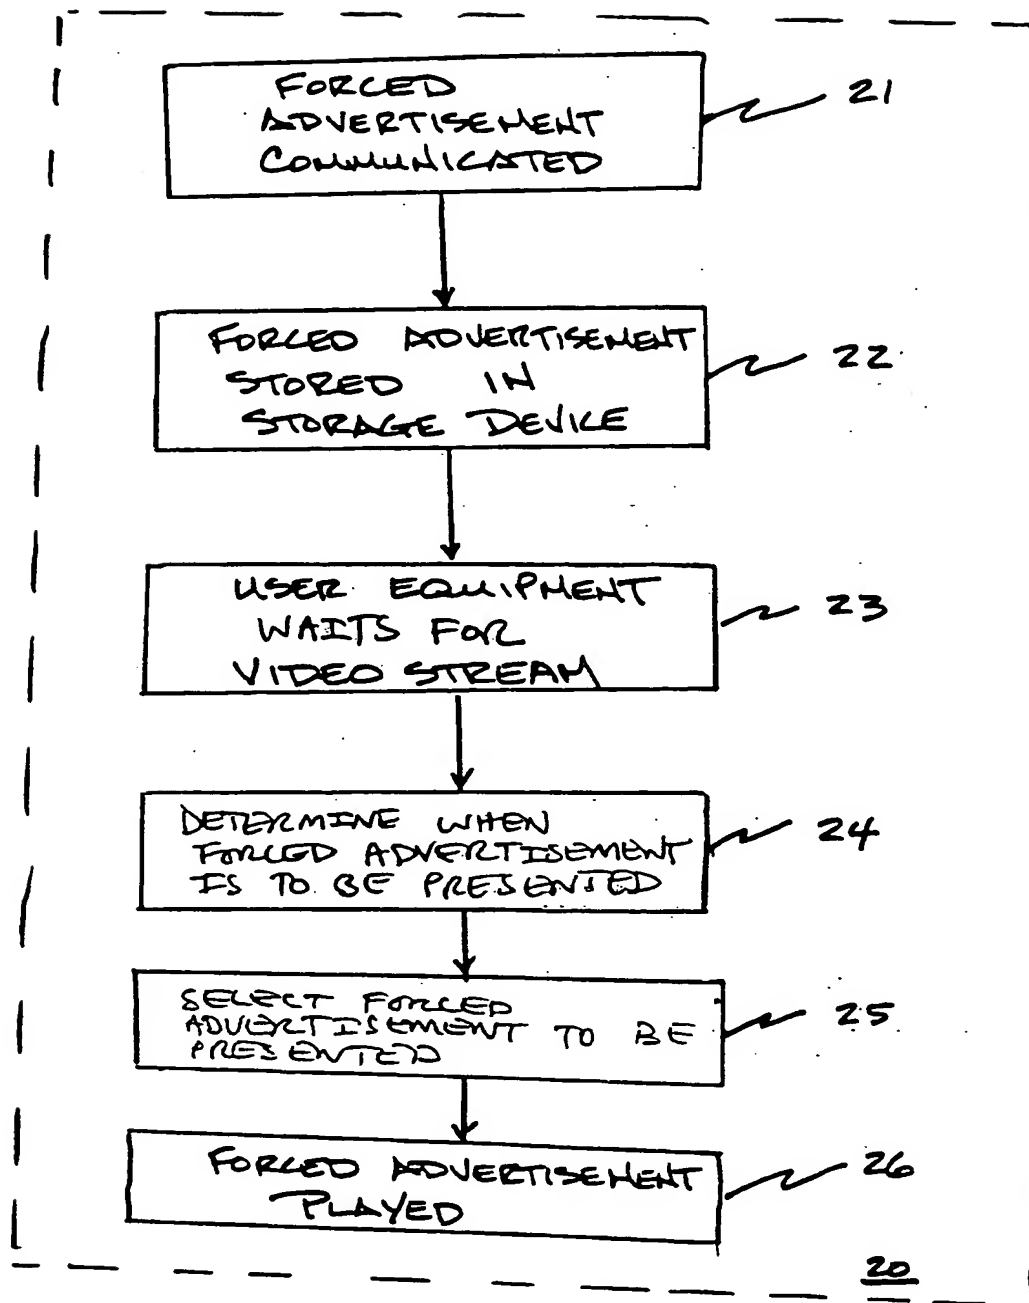 FORCED
ADVERTISEMENT
COMMUNICATED
21
FORCED ADVERTISEMENT
STORED IN
STORAGE DEVICE
22
USER EQUIPMENT
WAITS FOR
VIDEO STREAM
23
DETERMINE WHEN
FORCED ADVERTISEMENT
IS TO BE PRESENTED
24
SELECT FORCED
ADVERTISEMENT TO BE
PRESENTED
25
FORCED ADVERTISEMENT
PLAYED
26
20